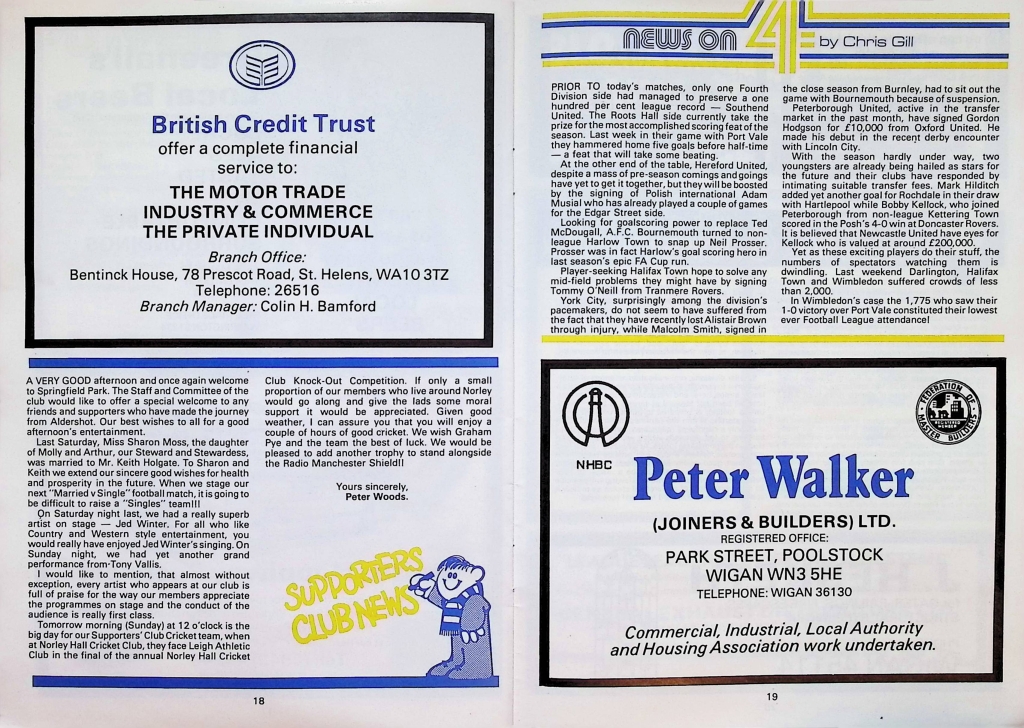 British Credit Trust
offer a complete financial
service to:
THE MOTOR TRADE
INDUSTRY & COMMERCE
THE PRIVATE INDIVIDUAL
Branch Office:
Bentinck House, 78 Prescot Road, St. Helens, WA10 3TZ
Telephone: 26516
Branch Manager: Colin H. Bamford
A VERY GOOD afternoon and once again welcome
to Springfield Park. The Staff and Committee of the
club would like to offer a special welcome to any
friends and supporters who have made the journey
from Aldershot. Our best wishes to all for a good
afternoon's entertainment.
Last Saturday, Miss Sharon Moss, the daughter
of Molly and Arthur, our Steward and Stewardess,
was married to Mr. Keith Holgate. To Sharon and
Keith we extend our sincere good wishes for health
and prosperity in the future. When we stage our
next "Married v Single" football match, it is going to
be difficult to raise a "Singles" team!!!
On Saturday night last, we had a really superb
artist on stage — Jed Winter. For all who like
Country and Western style entertainment, you
would really have enjoyed Jed Winter's singing. On
Sunday night, we had yet another grand
performance from Tony Vallis.
I would like to mention, that almost without
exception, every artist who appears at our club is
full of praise for the way our members appreciate
the programmes on stage and the conduct of the
audience is really first class.
Tomorrow morning (Sunday) at 12 o'clock is the
big day for our Supporters' Club Cricket team, when
at Norley Hall Cricket Club, they face Leigh Athletic
Club in the final of the annual Norley Hall Cricket
Club Knock-Out Competition. If only a small
proportion of our members who live around Norley
would go along and give the lads some moral
support it would be appreciated. Given good
weather, I can assure you that you will enjoy a
couple of hours of good cricket. We wish Graham
Pye and the team the best of luck. We would be
pleased to add another trophy to stand alongside
the Radio Manchester Shield!!
Yours sincerely,
Peter Woods.
SUPPORTERS
CLUB NEWS
18
NEWS ON 4 by Chris Gill
PRIOR TO today's matches, only one Fourth
Division side had managed to preserve a one
hundred per cent league record — Southend
United. The Roots Hall side currently take the
prize for the most accomplished scoring feat of the
season. Last week in their game with Port Vale
they hammered home five goals before half-time
— a feat that will take some beating.
At the other end of the table, Hereford United,
despite a mass of pre-season comings and goings
have yet to get it together, but they will be boosted
by the signing of Polish international Adam
Musial who has already played a couple of games
for the Edgar Street side.
Looking for goalscoring power to replace Ted
McDougall, A.F.C. Bournemouth turned to non-
league Harlow Town to snap up Neil Prosser.
Prosser was in fact Harlow's goal scoring hero in
last season's epic FA Cup run.
Player-seeking Halifax Town hope to solve any
mid-field problems they might have by signing
Tommy O'Neill from Tranmere Rovers.
York City, surprisingly among the division's
pacemakers, do not seem to have suffered from
the fact that they have recently lost Alistair Brown
through injury, while Malcolm Smith, signed in
the close season from Burnley, had to sit out the
game with Bournemouth because of suspension.
Peterborough United, active in the transfer
market in the past month, have signed Gordon
Hodgson for £10,000 from Oxford United. He
made his debut in the recent derby encounter
with Lincoln City.
With the season hardly under way, two
youngsters are already being hailed as stars for
the future and their clubs have responded by
intimating suitable transfer fees. Mark Hilditch
added yet another goal for Rochdale in their draw
with Hartlepool while Bobby Kellock, who joined
Peterborough from non-league Kettering Town
scored in the Posh's 4-0 win at Doncaster Rovers.
It is believed that Newcastle United have eyes for
Kellock who is valued at around £200,000.
Yet as these exciting players do their stuff, the
numbers of spectators watching them is
dwindling. Last weekend Darlington, Halifax
Town and Wimbledon suffered crowds of less
than 2,000.
In Wimbledon's case the 1,775 who saw their
1-0 victory over Port Vale constituted their lowest
ever Football League attendance!
NHBC
FEDERATION OF
MASTER BUILDERS
REGISTERED
MEMBER
Peter Walker
(JOINERS & BUILDERS) LTD.
REGISTERED OFFICE:
PARK STREET, POOLSTOCK
WIGAN WN3 5HE
TELEPHONE: WIGAN 36130
Commercial, Industrial, Local Authority
and Housing Association work undertaken.
19